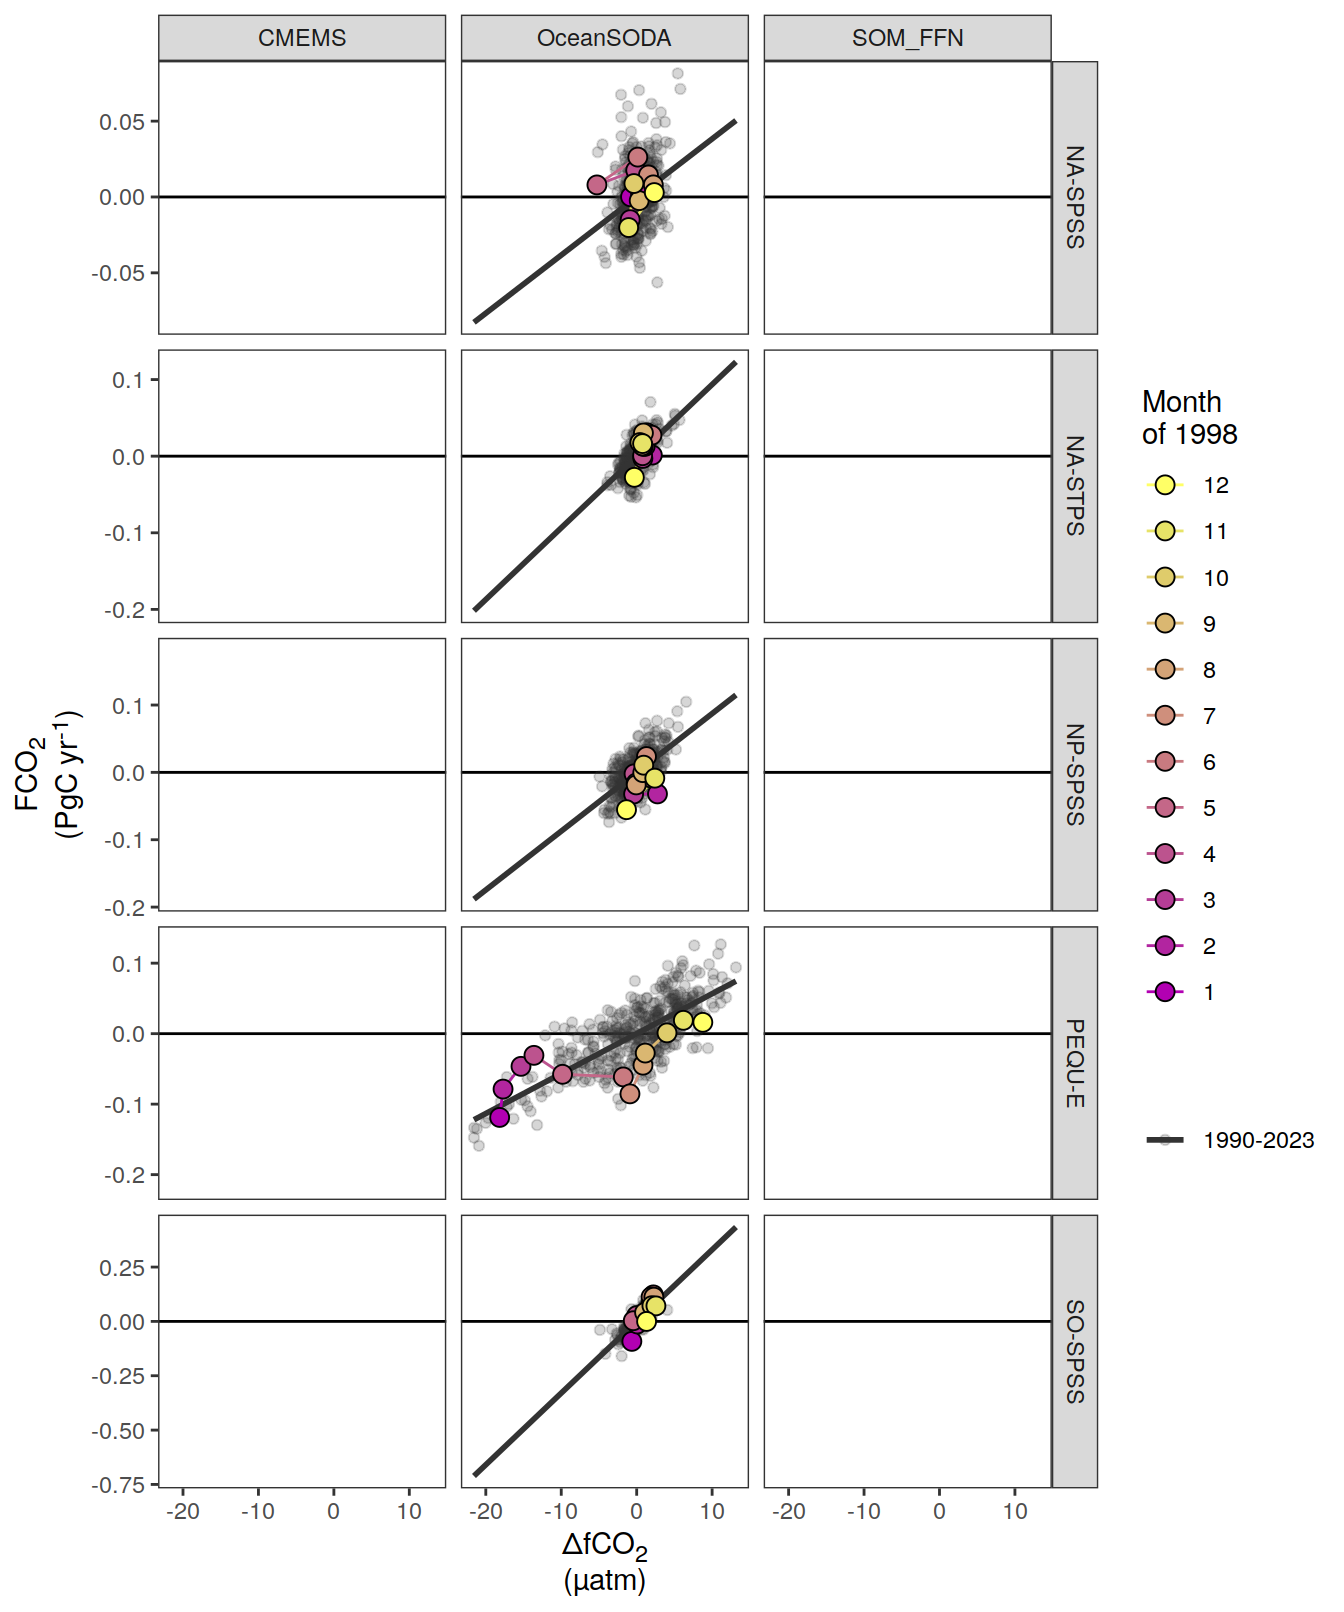 CMEMS
OceanSODA
SOM_FFN
0.05
0.00
-0.05
NA-SPSS
0.1
0.0
-0.1
-0.2
NA-STPS
0.1
0.0
-0.1
-0.2
NP-SPSS
0.1
0.0
-0.1
-0.2
PEQU-E
0.25
0.00
-0.25
-0.50
-0.75
SO-SPSS
-20 -10 0 10
-20 -10 0 10
-20 -10 0 10
ΔfCO₂
(µatm)
FCO₂
(PgC yr⁻¹)
Month
of 1998
12
11
10
9
8
7
6
5
4
3
2
1
1990-2023